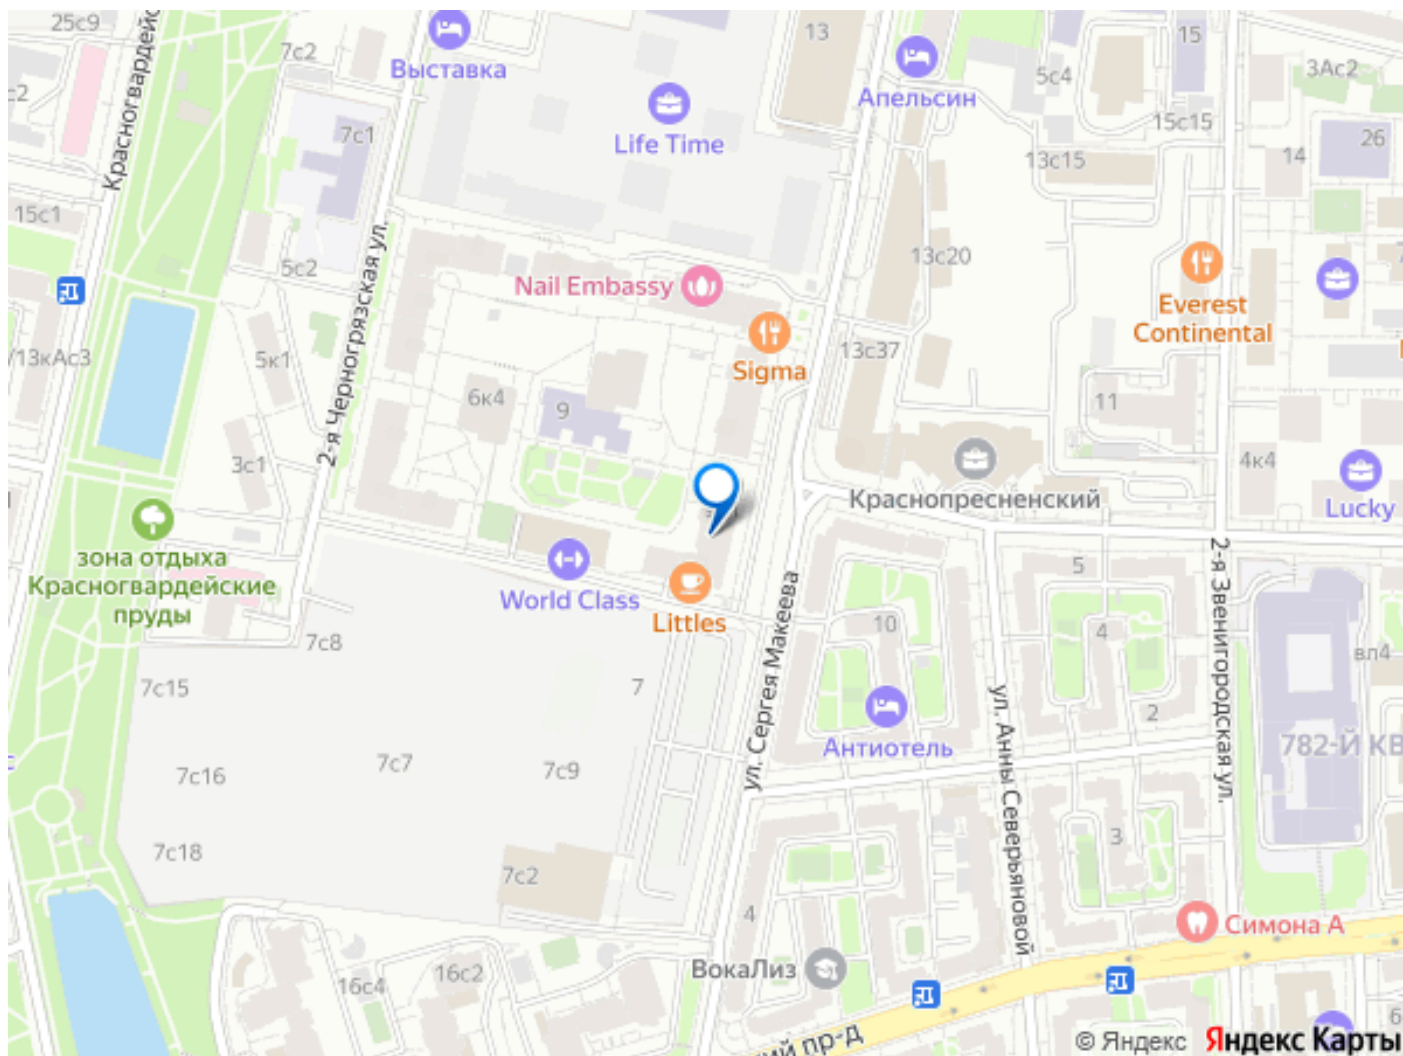 25с9
Красногвардейс
7с2
Выставка
13
Апельсин
15
5с4
3Ас2
с2
7с1
Life Time
15с15
26
13с15
14
15с1
5с2
2-я Черногрязская ул.
Nail Embassy
13с20
Everest
Continental
/13кАс3
5к1
6к4
9
Sigma
13с37
11
3с1
Краснопресненский
4к4
Lucky
зона отдыха
Красногвардейские
пруды
World Class
Littles
ул. Сергея Макеева
10
5
4
2-я Звенигородская ул.
вл4
7с8
7с15
7
7с16
7с7
7с9
Антиотель
ул. Анны Северьяновой
2
782-Й КВ
7с18
7с2
3
4
Симона А
16с4
16с2
ВокаЛиз
ий пр-д
6
© Яндекс Яндекс Карты